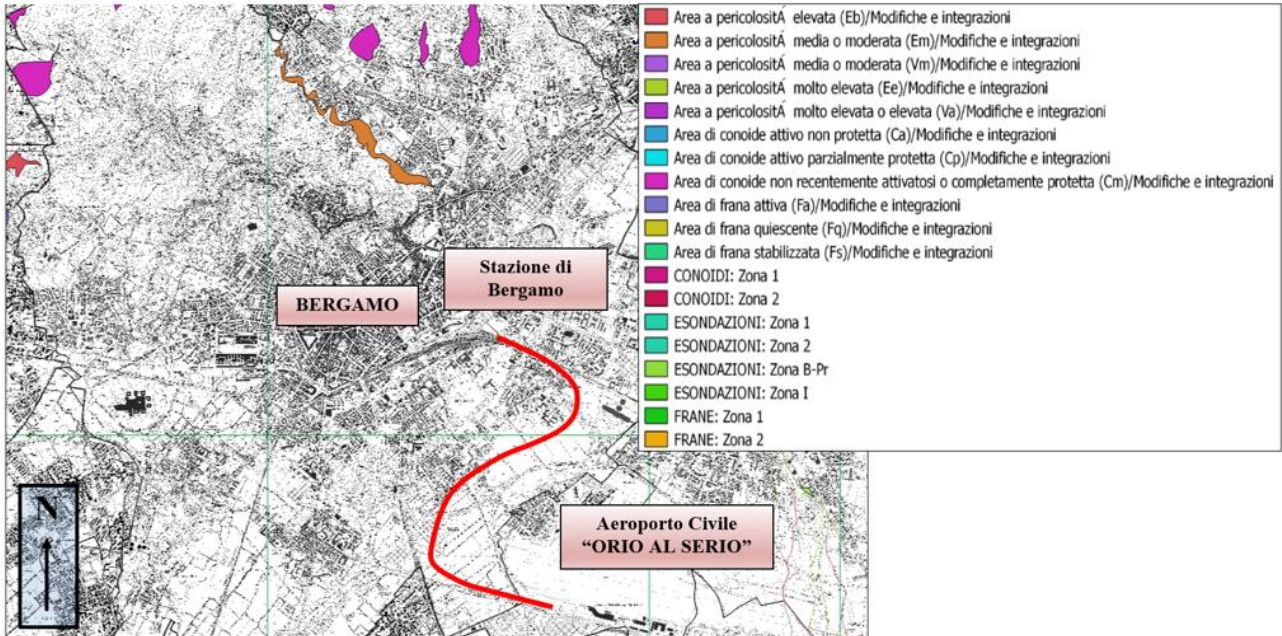 Area a pericolositÁ elevata (Eb)/Modifiche e integrazioni
Area a pericolositÁ media o moderata (Em)/Modifiche e integrazioni
Area a pericolositÁ media o moderata (Vm)/Modifiche e integrazioni
Area a pericolositÁ molto elevata (Ee)/Modifiche e integrazioni
Area a pericolositÁ molto elevata o elevata (Va)/Modifiche e integrazioni
Area di conoide attivo non protetta (Ca)/Modifiche e integrazioni
Area di conoide attivo parzialmente protetta (Cp)/Modifiche e integrazioni
Area di conoide non recentemente attivatosi o completamente protetta (Cm)/Modifiche e integrazioni
Area di frana attiva (Fa)/Modifiche e integrazioni
Area di frana quiescente (Fq)/Modifiche e integrazioni
Area di frana stabilizzata (Fs)/Modifiche e integrazioni
CONOIDI: Zona 1
CONOIDI: Zona 2
ESONDAZIONI: Zona 1
ESONDAZIONI: Zona 2
ESONDAZIONI: Zona B-Pr
ESONDAZIONI: Zona I
FRANE: Zona 1
FRANE: Zona 2
Stazione di
Bergamo
BERGAMO
Aeroporto Civile
“ORIO AL SERIO”
N